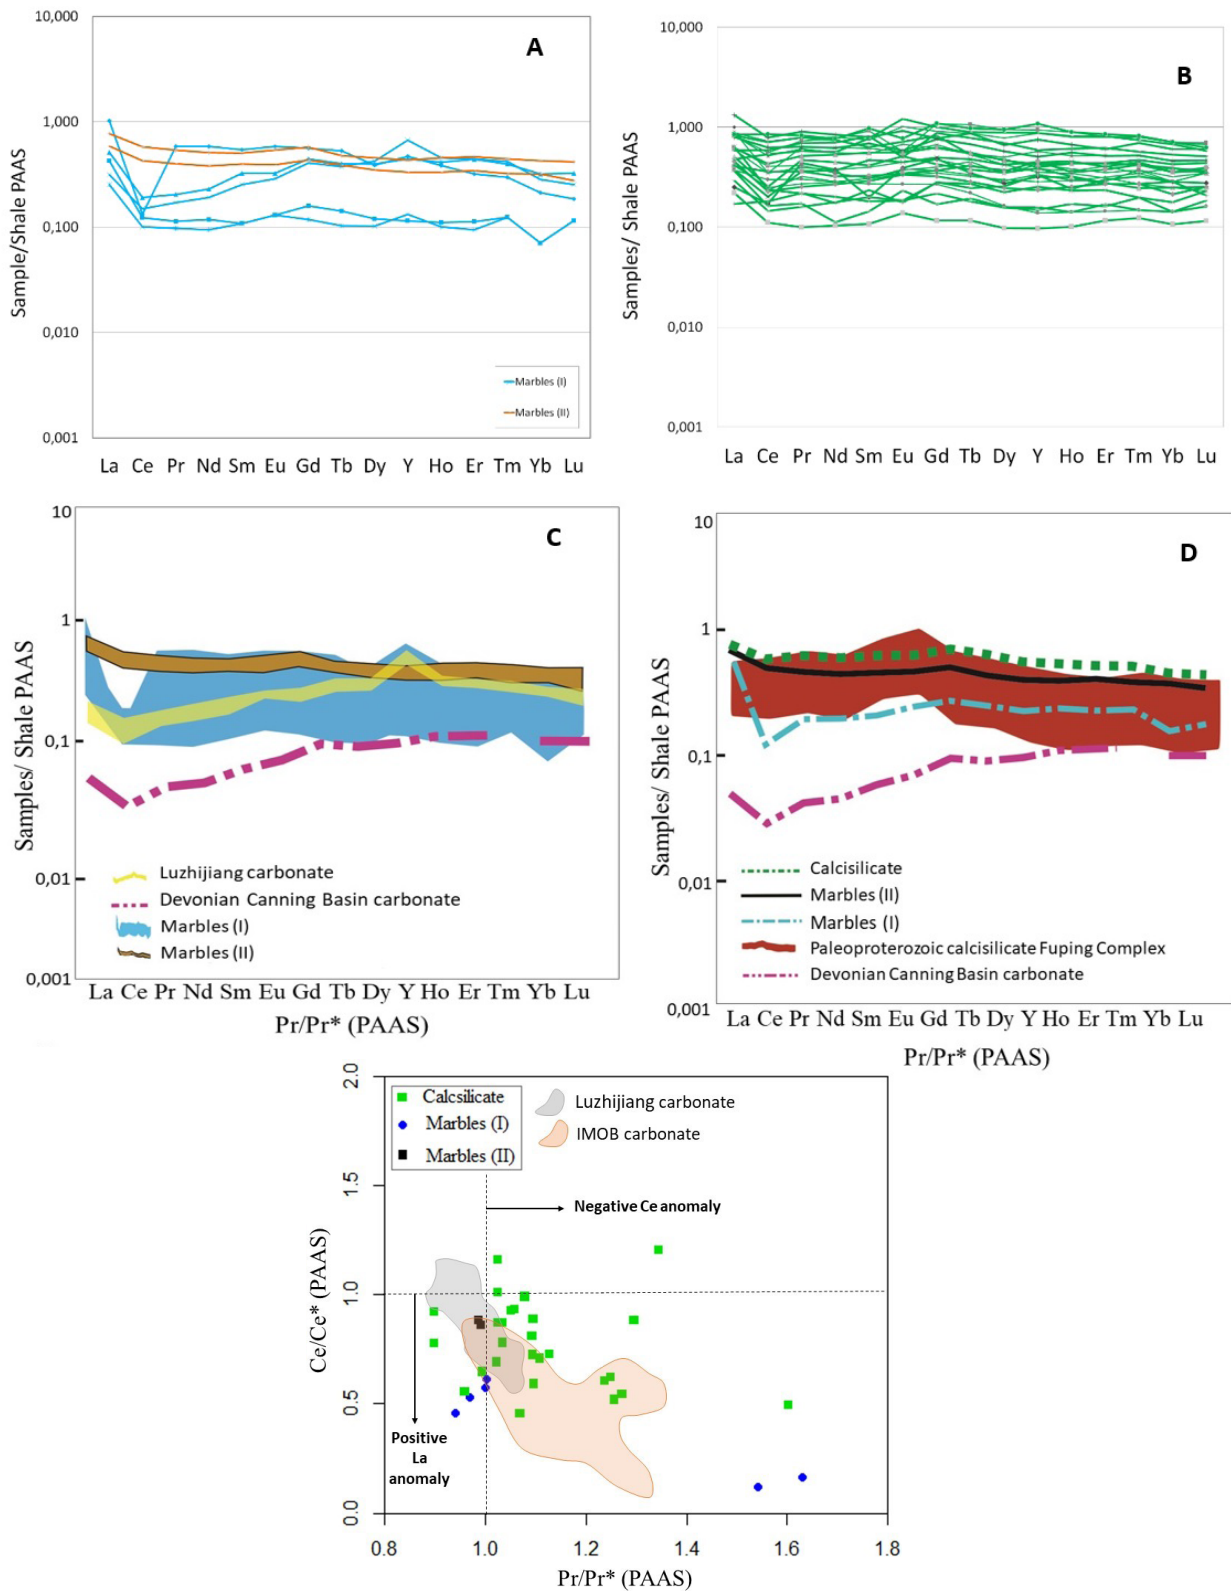 A
10,000
1,000
0,100
0,010
0,001
Sample/Shale PAAS
Marbles (I)
Marbles (II)
La Ce Pr Nd Sm Eu Gd Tb Dy Y Ho Er Tm Yb Lu
B
10,000
1,000
0,100
0,010
0,001
Samples/ Shale PAAS
La Ce Pr Nd Sm Eu Gd Tb Dy Y Ho Er Tm Yb Lu
C
10
1
0,1
0,01
0,001
Samples/ Shale PAAS
Luzhijiang carbonate
Devonian Canning Basin carbonate
Marbles (I)
Marbles (II)
La Ce Pr Nd Sm Eu Gd Tb Dy Y Ho Er Tm Yb Lu
Pr/Pr* (PAAS)
D
10
1
0,1
0,01
0,001
Samples/ Shale PAAS
Calcisilicate
Marbles (II)
Marbles (I)
Paleoproterozoic calcisilicate Fuping Complex
Devonian Canning Basin carbonate
La Ce Pr Nd Sm Eu Gd Tb Dy Y Ho Er Tm Yb Lu
Pr/Pr* (PAAS)
2.0
1.5
1.0
0.5
0.0
Ce/Ce* (PAAS)
Calcsilicate
Marbles (I)
Marbles (II)
Luzhijiang carbonate
IMOB carbonate
Negative Ce anomaly
Positive
La
anomaly
0.8 1.0 1.2 1.4 1.6 1.8
Pr/Pr* (PAAS)